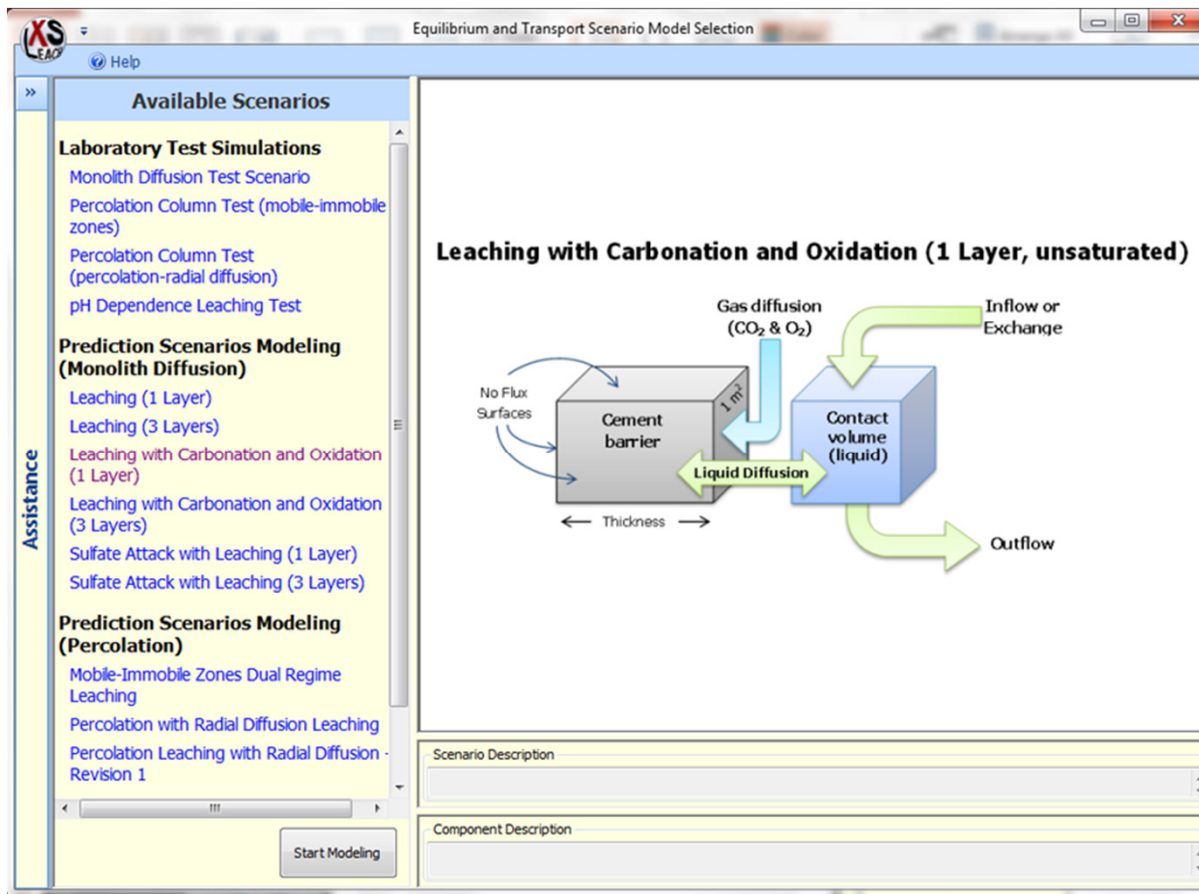 Equilibrium and Transport Scenario Model Selection
XS
LEACH
Help
»
Assistance
Available Scenarios
Laboratory Test Simulations
Monolith Diffusion Test Scenario
Percolation Column Test (mobile-immobile
zones)
Percolation Column Test
(percolation-radial diffusion)
pH Dependence Leaching Test
Prediction Scenarios Modeling
(Monolith Diffusion)
Leaching (1 Layer)
Leaching (3 Layers)
Leaching with Carbonation and Oxidation
(1 Layer)
Leaching with Carbonation and Oxidation
(3 Layers)
Sulfate Attack with Leaching (1 Layer)
Sulfate Attack with Leaching (3 Layers)
Prediction Scenarios Modeling
(Percolation)
Mobile-Immobile Zones Dual Regime
Leaching
Percolation with Radial Diffusion Leaching
Percolation Leaching with Radial Diffusion -
Revision 1
Start Modeling
Leaching with Carbonation and Oxidation (1 Layer, unsaturated)
Gas diffusion
(CO₂ & O₂)
Inflow or
Exchange
No Flux
Surfaces
1 m²
Cement
barrier
Contact
volume
(liquid)
Liquid Diffusion
Thickness
Outflow
Scenario Description
Component Description